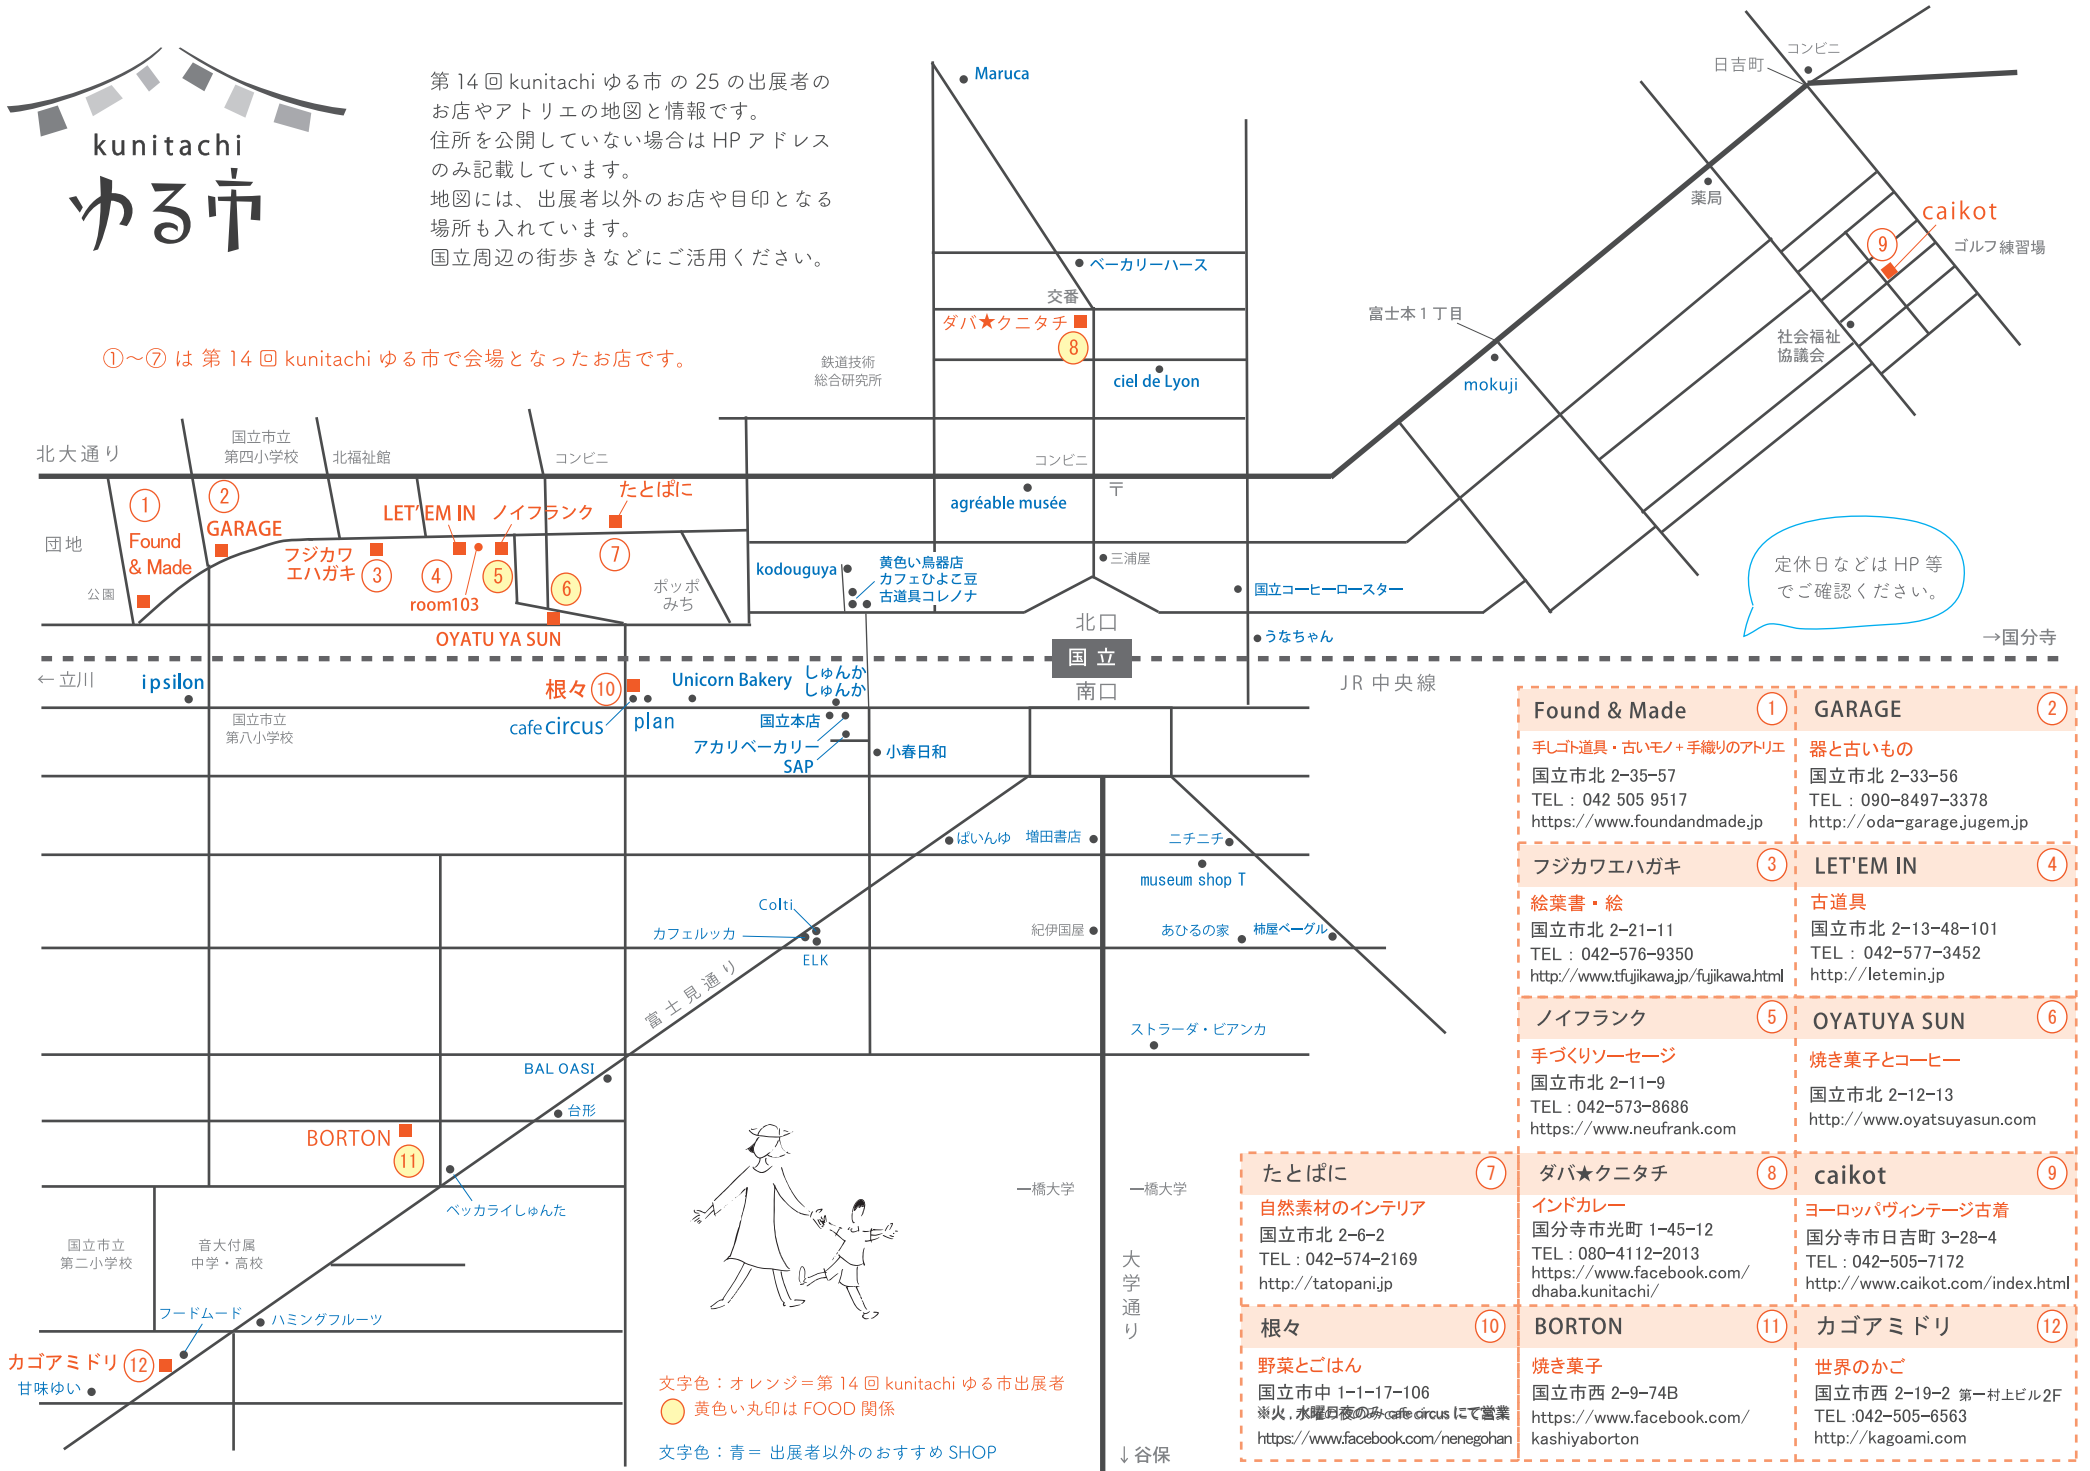 kunitachi
ゆる市
第 14 回 kunitachi ゆる市 の 25 の出展者の
お店やアトリエの地図と情報です。
住所を公開していない場合は HP アドレス
のみ記載しています。
地図には、出展者以外のお店や目印となる
場所も入れています。
国立周辺の街歩きなどにご活用ください。
①〜⑦ は 第 14 回 kunitachi ゆる市で会場となったお店です。
Maruca
ベーカリーハース
交番
ダバ★クニタチ
8
ciel de Lyon
鉄道技術
総合研究所
コンビニ
日吉町
薬局
caikot
9
ゴルフ練習場
富士本 1 丁目
mokuji
社会福祉
協議会
北大通り
国立市立
第四小学校
北福祉館
コンビニ
コンビニ
〒
agréable musée
団地
公園
1
Found
& Made
2
GARAGE
フジカワ
エハガキ
3
LET' EM IN
4
room103
ノイフランク
5
たとぱに
7
6
OYATU YA SUN
ポッポ
みち
kodouguya
黄色い鳥器店
カフェひよこ豆
古道具コレノナ
三浦屋
国立コーヒーロースター
うなちゃん
北口
国 立
南口
定休日などは HP 等
でご確認ください。
→国分寺
← 立川
JR 中央線
ipsilon
国立市立
第八小学校
根々
10
cafe circus
plan
Unicorn Bakery
しゅんか
しゅんか
国立本店
アカリベーカリー
SAP
小春日和
ぱいんゆ
増田書店
ニチニチ
museum shop T
Colti
カフェルッカ
ELK
紀伊国屋
あひるの家
柿屋ベーグル
富士見通り
ストラーダ・ビアンカ
BAL OASI
台形
BORTON
11
ベッカライしゅんた
一橋大学
一橋大学
大学通り
国立市立
第二小学校
音大付属
中学・高校
フードムード
ハミングフルーツ
カゴアミドリ
12
甘味ゆい
↓谷保
文字色：オレンジ＝第 14 回 kunitachi ゆる市出展者
黄色い丸印は FOOD 関係
文字色：青＝ 出展者以外のおすすめ SHOP
Found & Made 1
手しゴト道具・古いモノ + 手織りのアトリエ
国立市北 2-35-57
TEL : 042 505 9517
https://www.foundandmade.jp
GARAGE 2
器と古いもの
国立市北 2-33-56
TEL : 090-8497-3378
http://oda-garage.jugem.jp
フジカワエハガキ 3
絵葉書・絵
国立市北 2-21-11
TEL : 042-576-9350
http://www.tfujikawa.jp/fujikawa.html
LET'EM IN 4
古道具
国立市北 2-13-48-101
TEL : 042-577-3452
http://letemin.jp
ノイフランク 5
手づくりソーセージ
国立市北 2-11-9
TEL : 042-573-8686
https://www.neufrank.com
OYATUYA SUN 6
焼き菓子とコーヒー
国立市北 2-12-13
http://www.oyatsuyasun.com
たとぱに 7
自然素材のインテリア
国立市北 2-6-2
TEL : 042-574-2169
http://tatopani.jp
ダバ★クニタチ 8
インドカレー
国分寺市光町 1-45-12
TEL : 080-4112-2013
https://www.facebook.com/
dhaba.kunitachi/
caikot 9
ヨーロッパヴィンテージ古着
国分寺市日吉町 3-28-4
TEL : 042-505-7172
http://www.caikot.com/index.html
根々 10
野菜とごはん
国立市中 1-1-17-106
※火 , 水曜日夜のみ cafe circus にて営業
https://www.facebook.com/nenegohan
BORTON 11
焼き菓子
国立市西 2-9-74B
https://www.facebook.com/
kashiyaborton
カゴアミドリ 12
世界のかご
国立市西 2-19-2 第一村上ビル2F
TEL :042-505-6563
http://kagoami.com